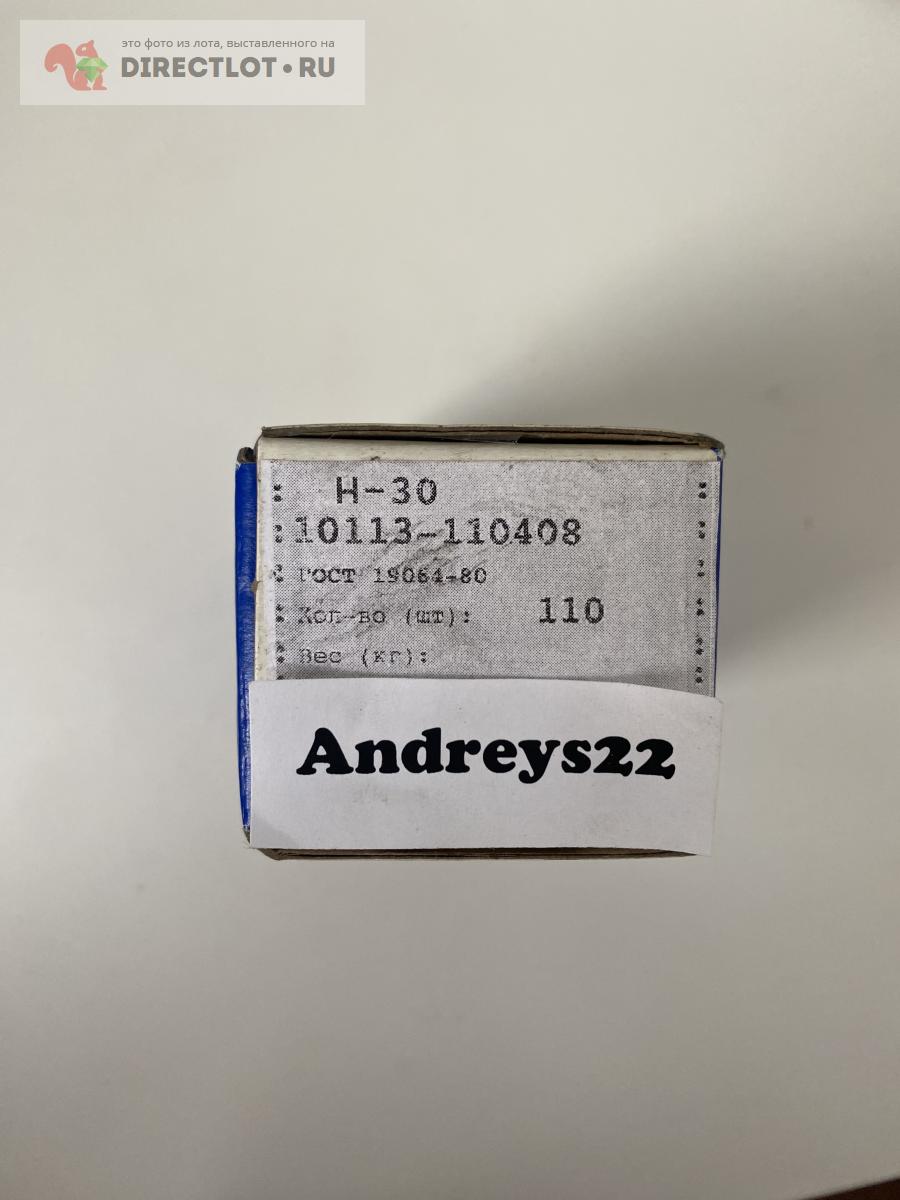 это фото из лота, выставленного на
DIRECTLOT•RU
Н-30
10113-110408
ГОСТ 19064-80
Кол-во (шт): 110
Вес (кг):
Andreys22